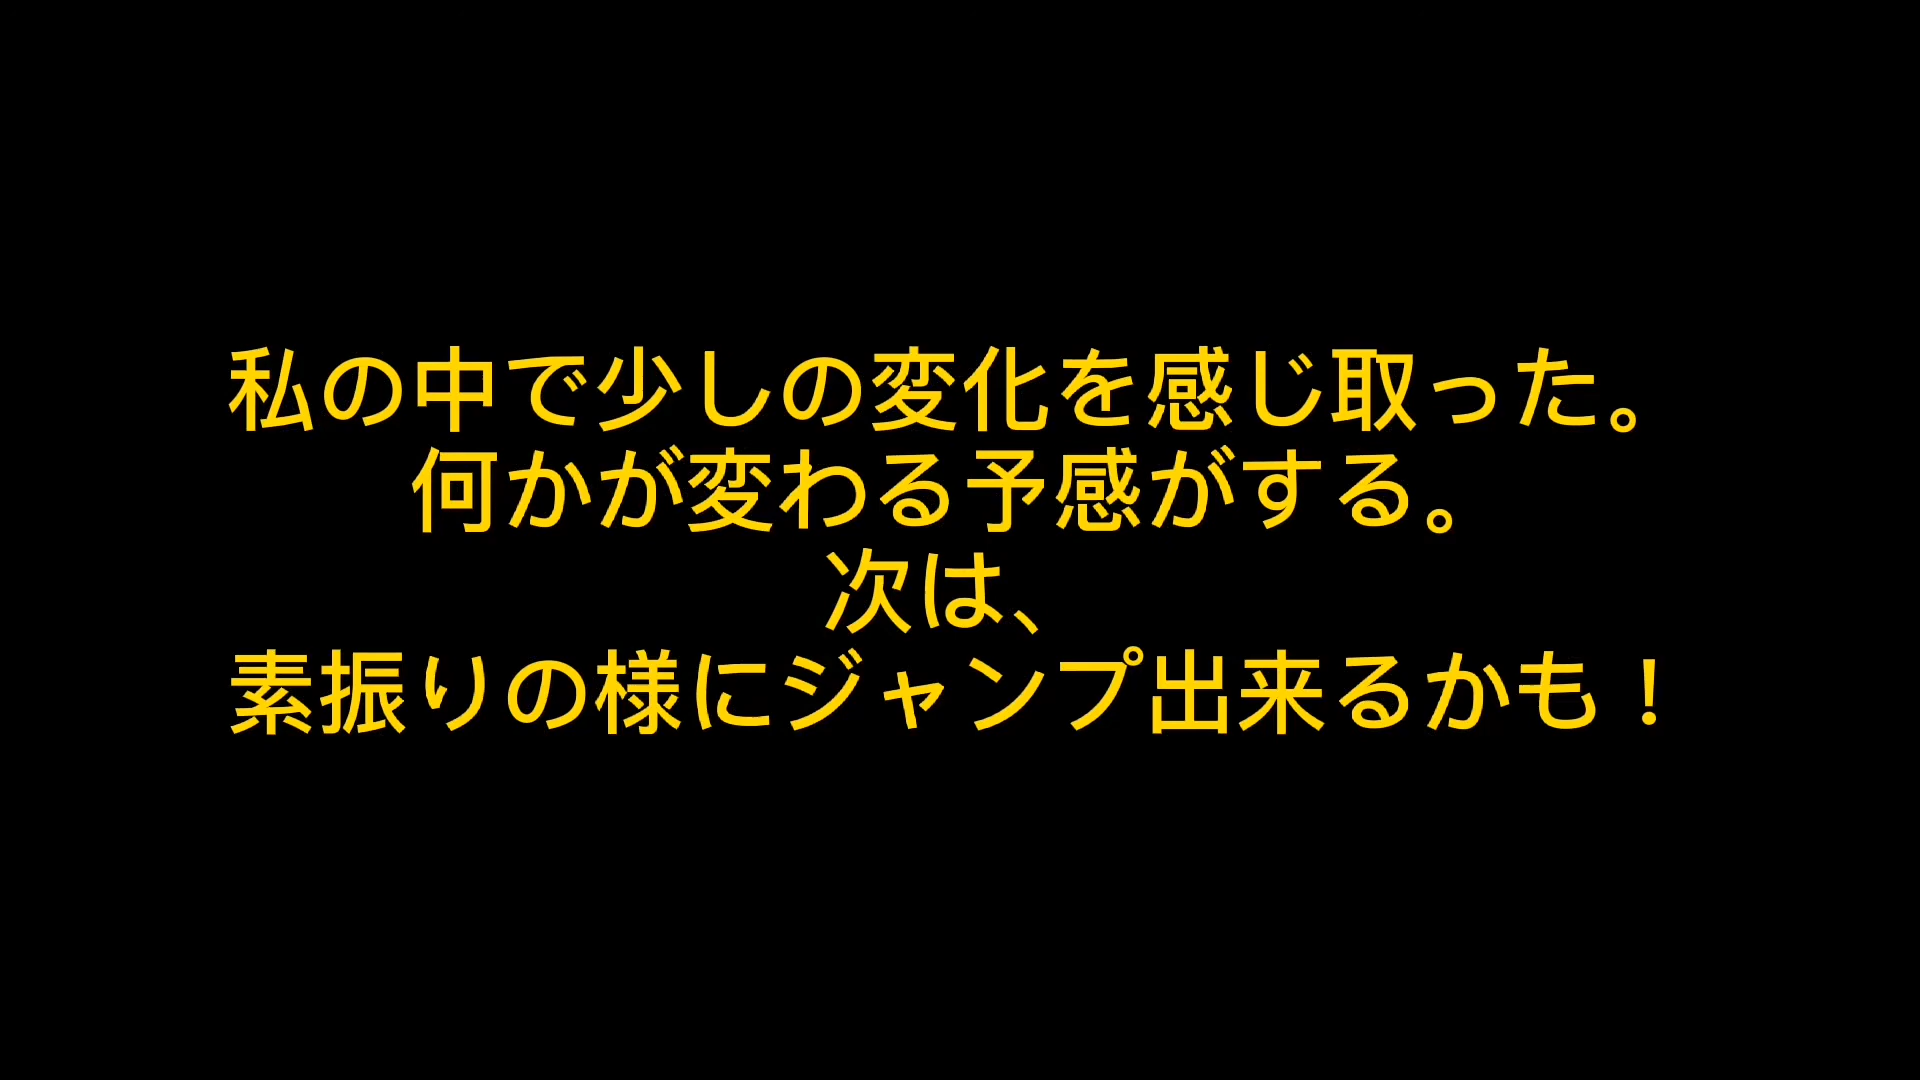 私の中で少しの変化を感じ取った。
何かが変わる予感がする。
次は、
素振りの様にジャンプ出来るかも！